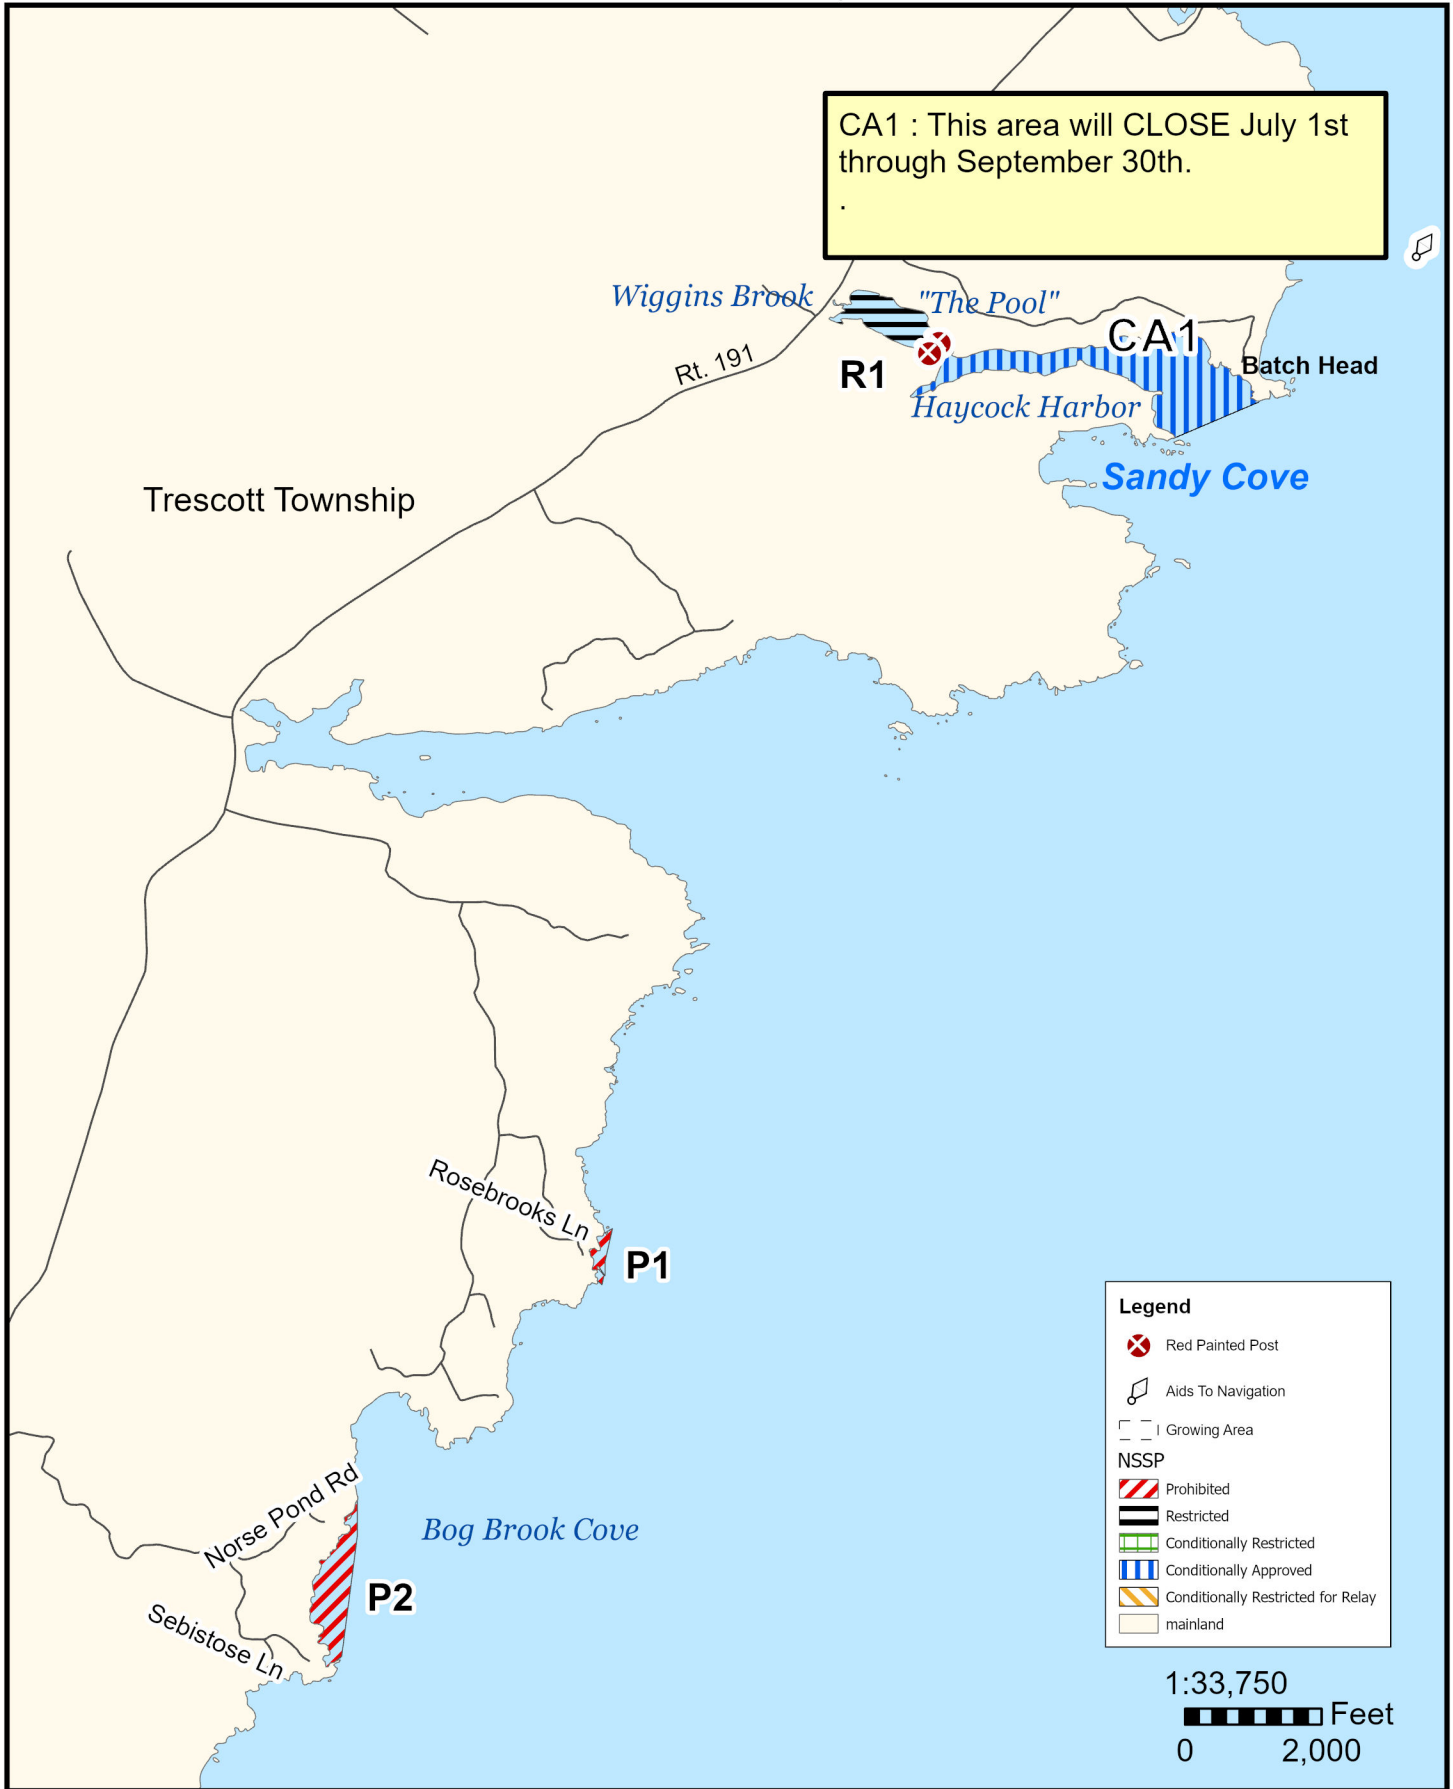 CA1 : This area will CLOSE July 1st
through September 30th.
.
Wiggins Brook
"The Pool"
CA1
Rt. 191
R1
Batch Head
Haycock Harbor
Sandy Cove
Trescott Township
Rosebrooks Ln
P1
Norse Pond Rd
Bog Brook Cove
P2
Sebistose Ln
Legend
Red Painted Post
Aids To Navigation
Growing Area
NSSP
Prohibited
Restricted
Conditionally Restricted
Conditionally Approved
Conditionally Restricted for Relay
mainland
1:33,750
Feet
0 2,000